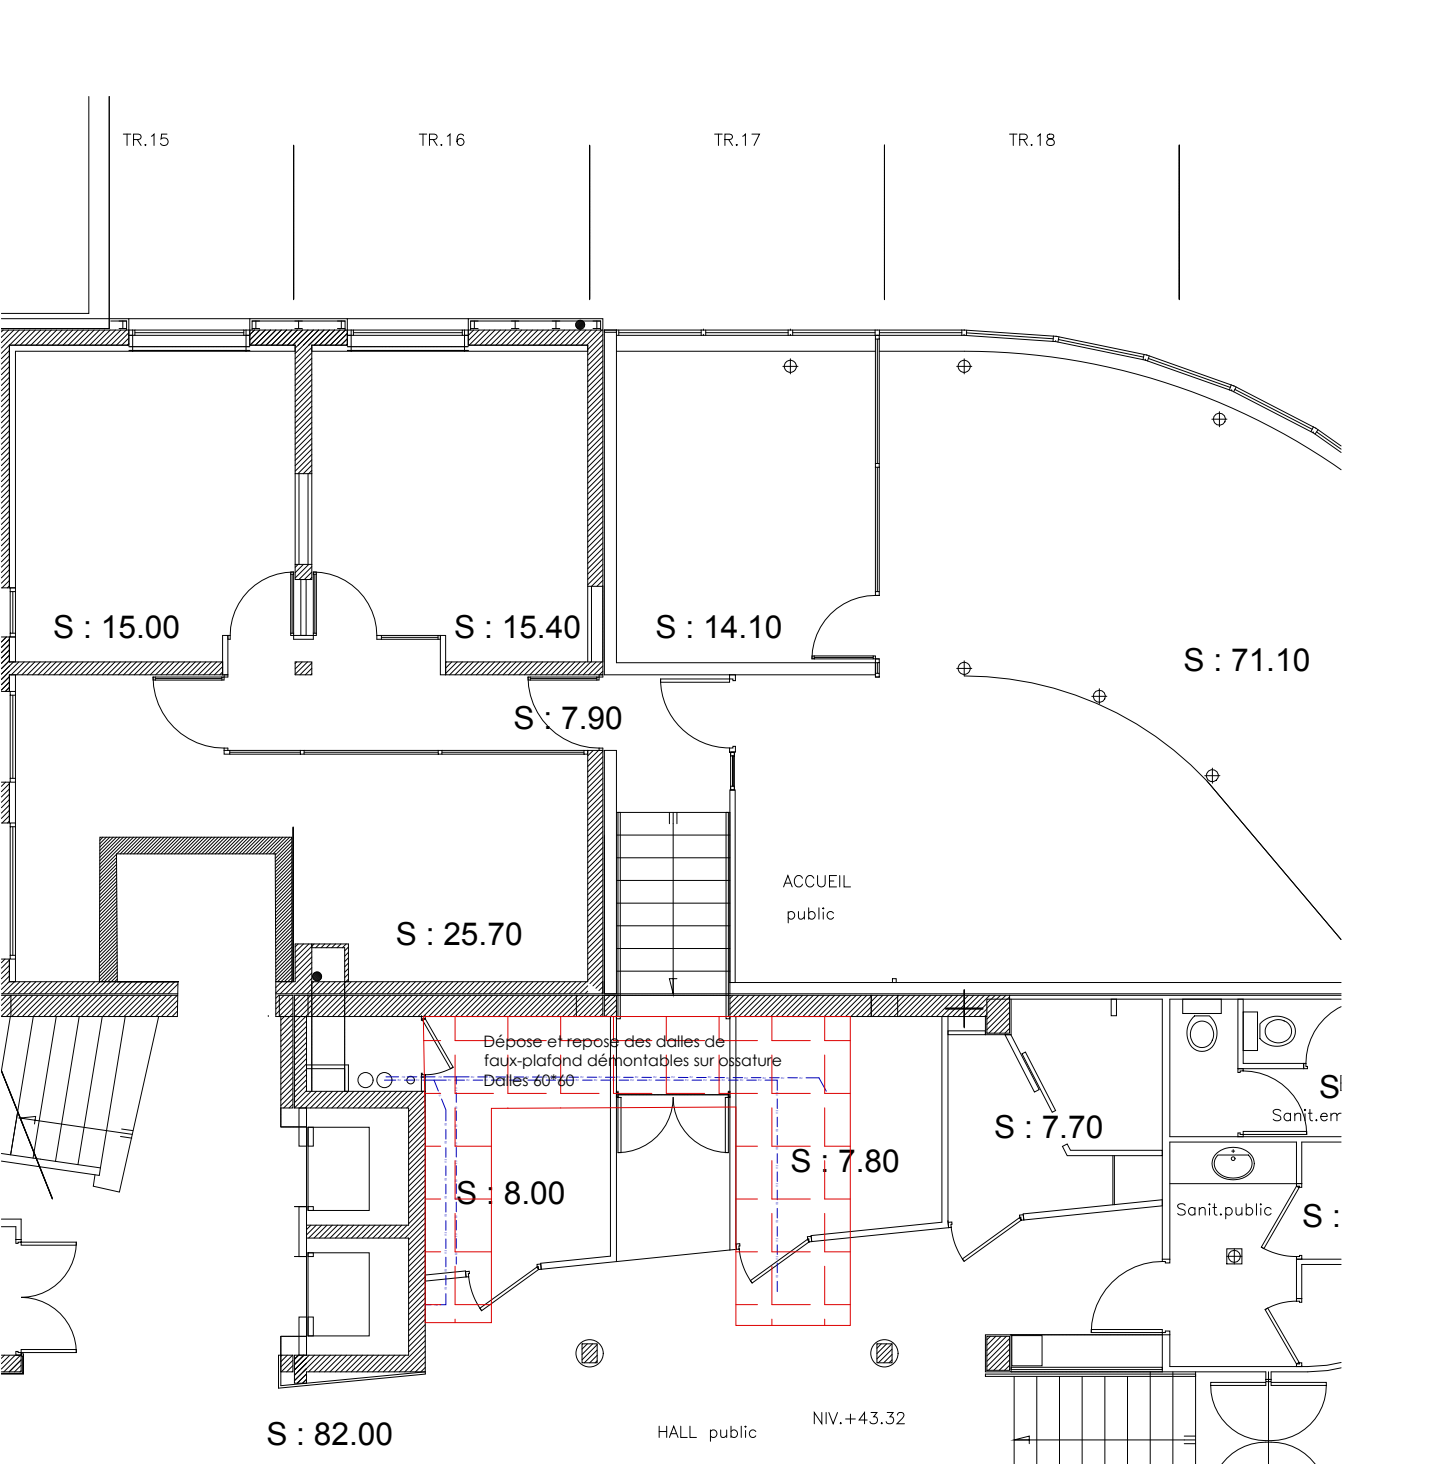 TR.15
TR.16
TR.17
TR.18
S : 15.00
S : 15.40
S : 14.10
S : 71.10
S : 7.90
ACCUEIL
public
S : 25.70
Dépose et repose des dalles de
faux-plafond démontables sur ossature
Dalles 60*60
S
Sanit.em
S : 7.70
S : 7.80
S : 8.00
Sanit.public
S :
S : 82.00
HALL public
NIV.+43.32